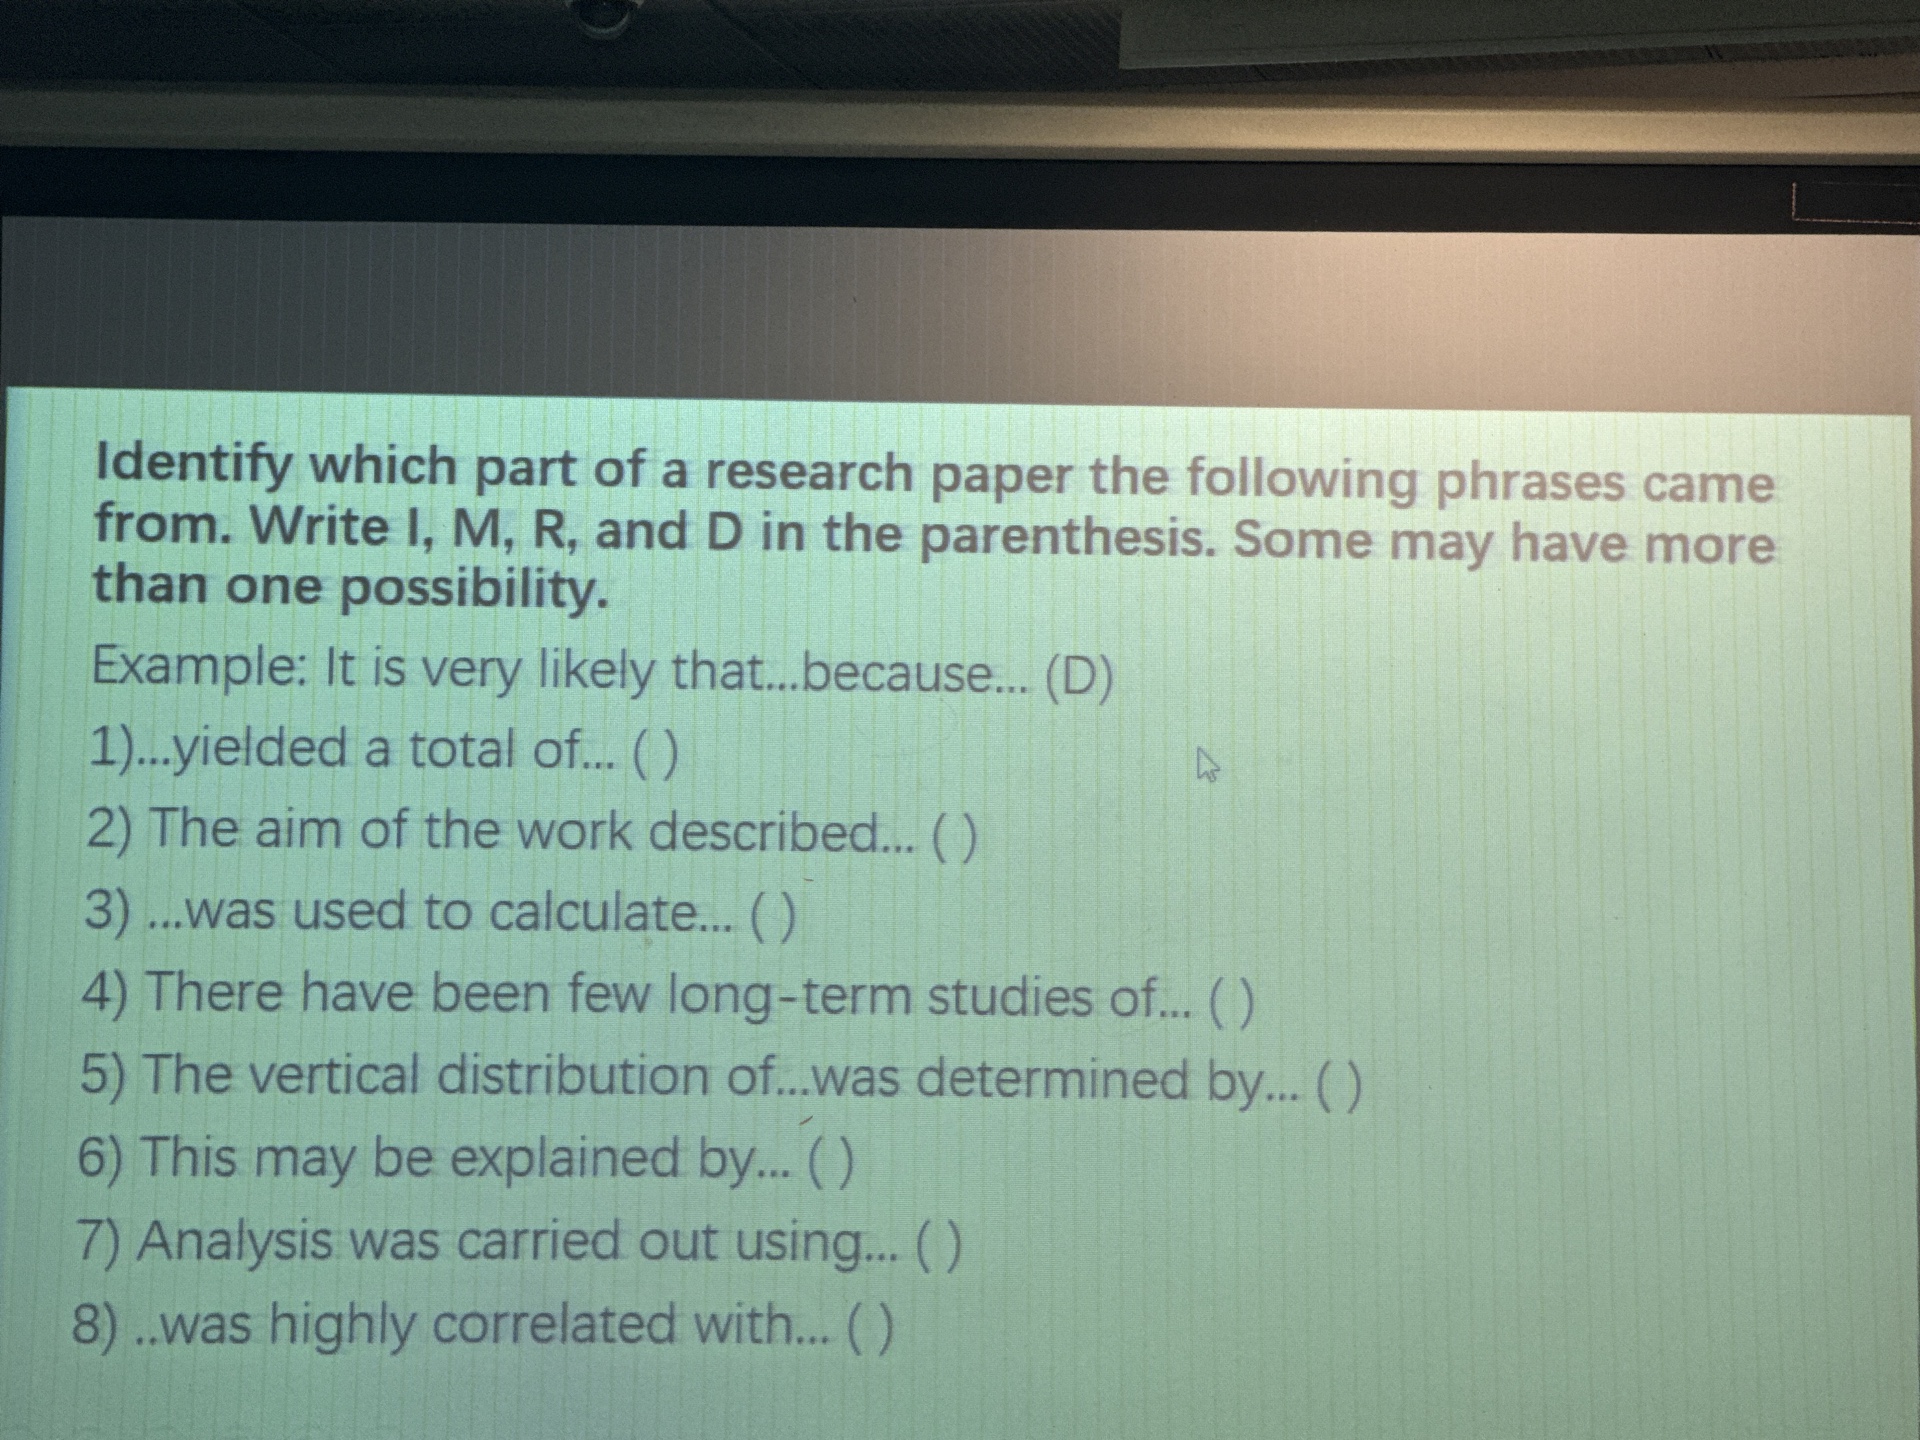 Identify which part of a research paper the following phrases came
from. Write I, M, R, and D in the parenthesis. Some may have more
than one possibility.
Example: It is very likely that...because... (D)
1)...yielded a total of... ( )
2) The aim of the work described... ( )
3) ...was used to calculate... ( )
4) There have been few long-term studies of... ( )
5) The vertical distribution of...was determined by... ( )
6) This may be explained by... ( )
7) Analysis was carried out using... ( )
8) ..was highly correlated with... ( )